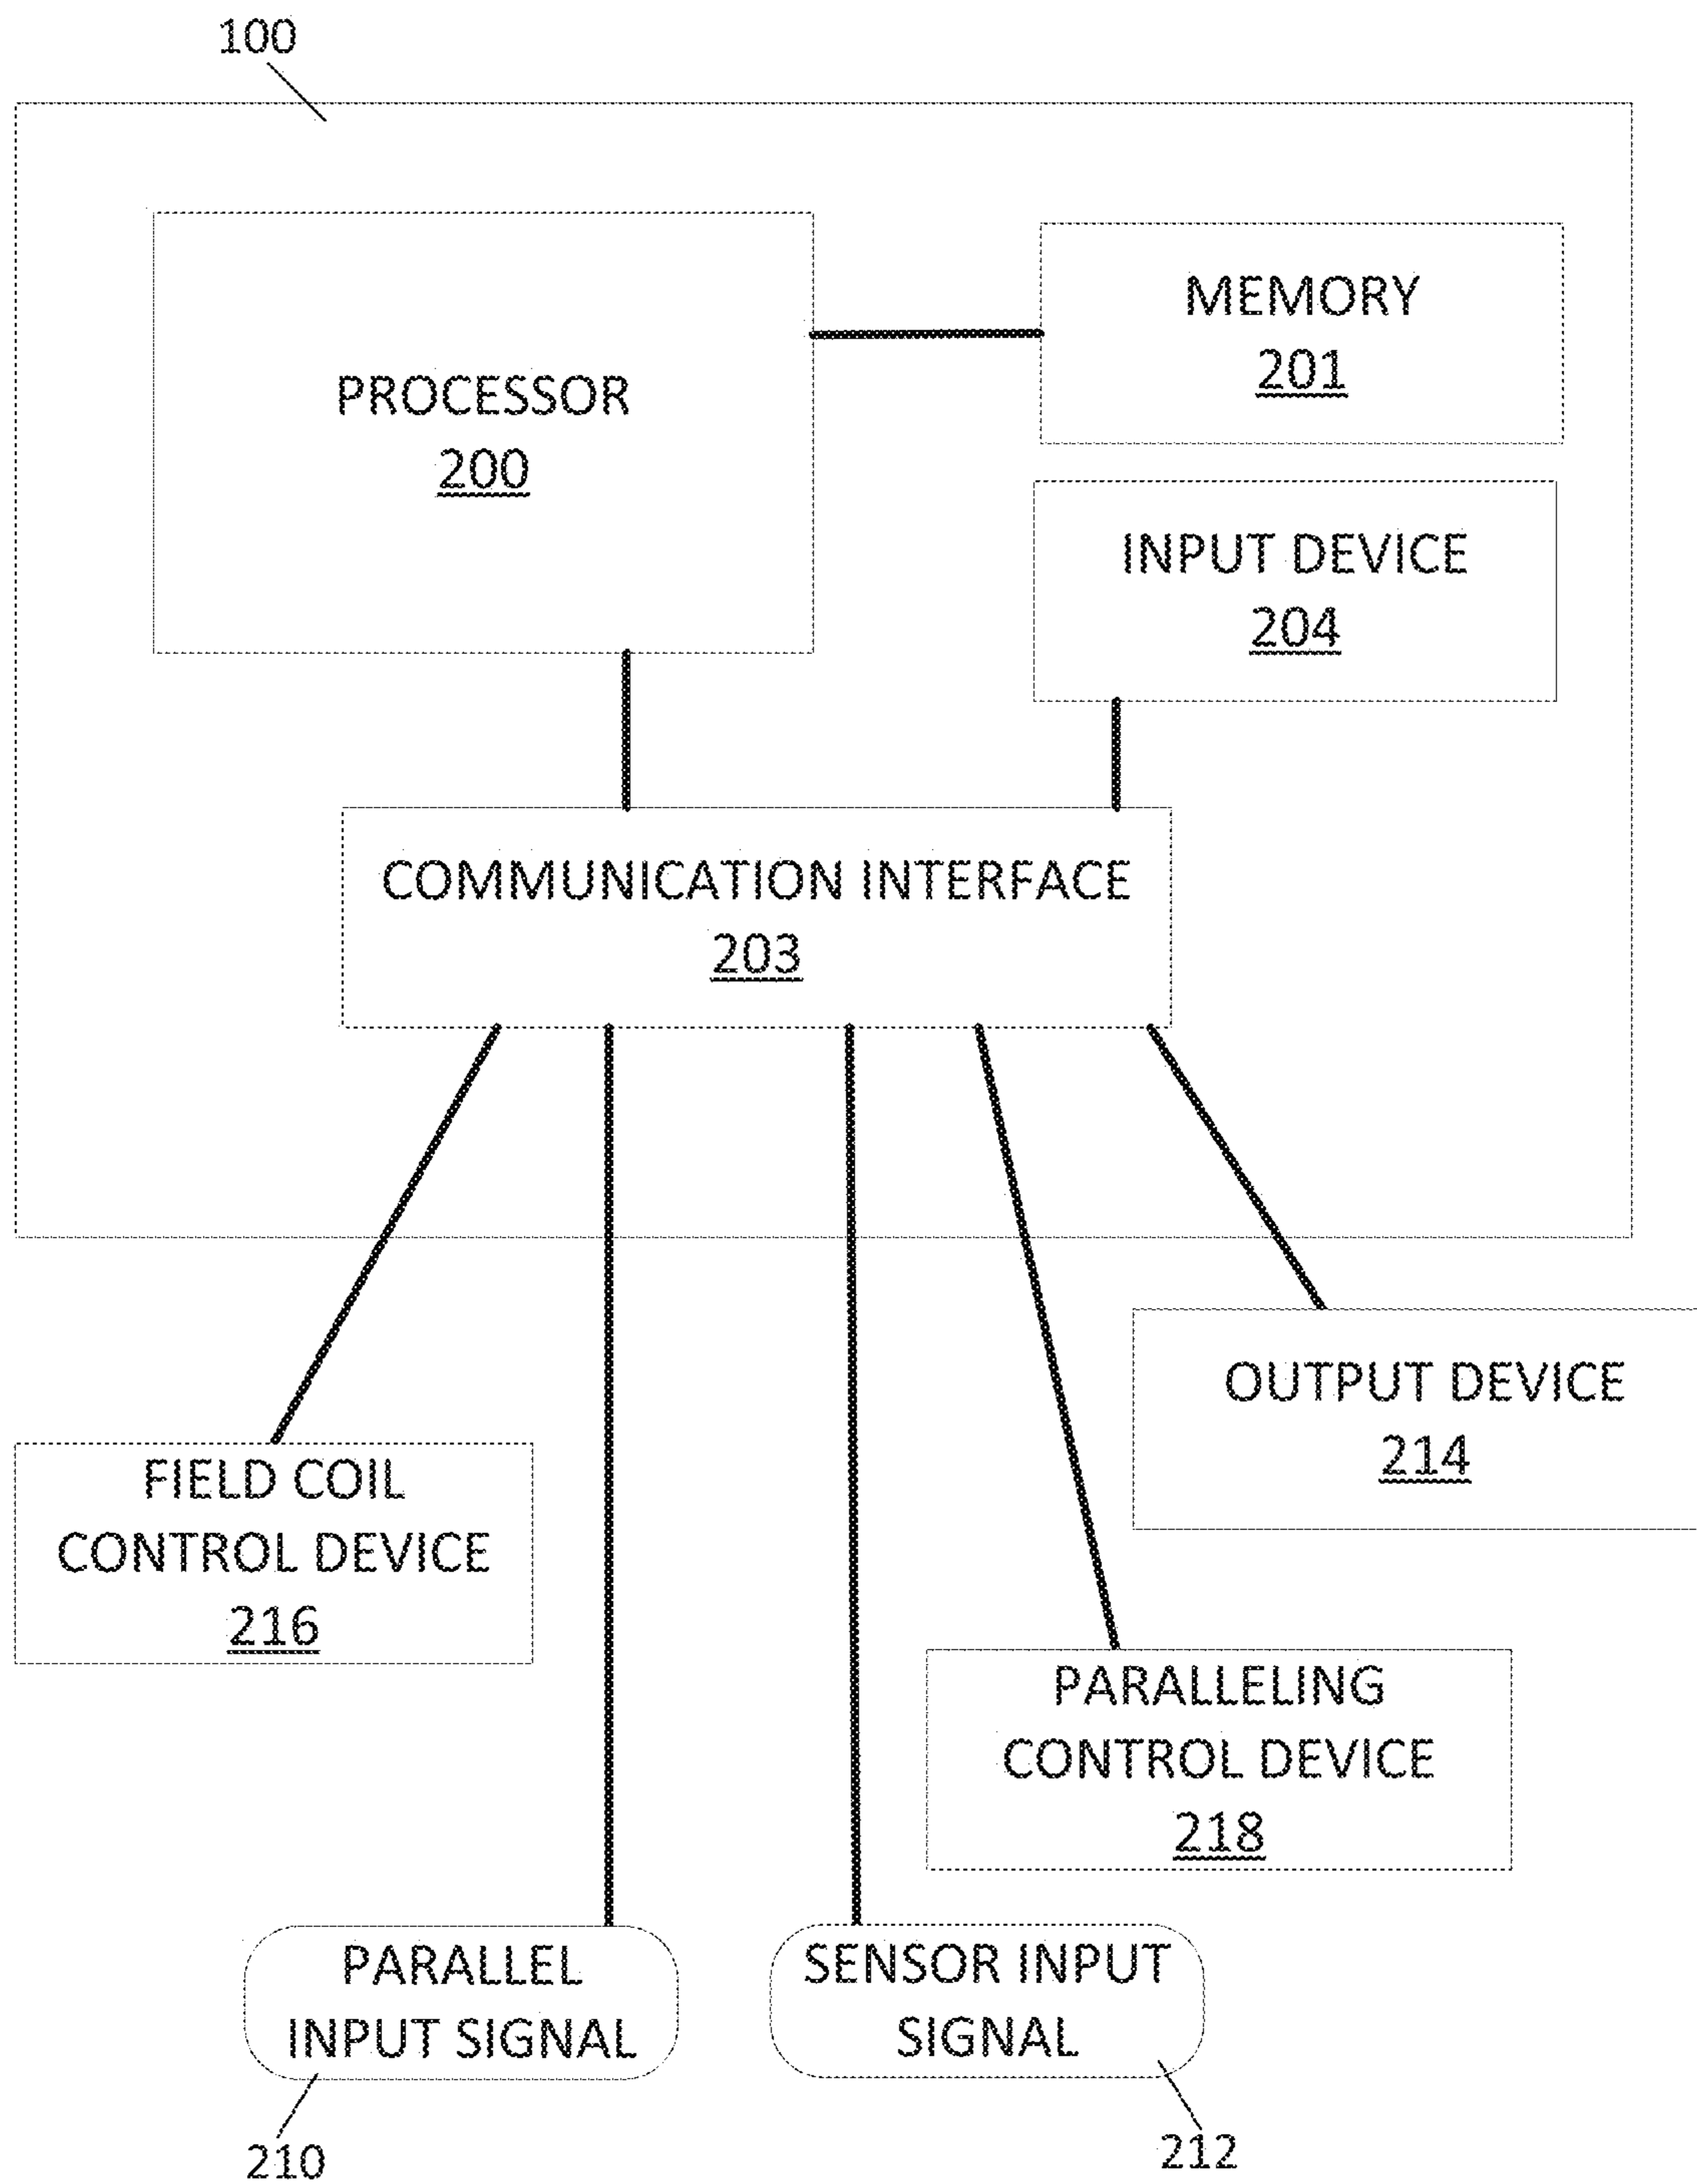 100
PROCESSOR
200
MEMORY
201
INPUT DEVICE
204
COMMUNICATION INTERFACE
203
OUTPUT DEVICE
214
FIELD COIL
CONTROL DEVICE
216
PARALLELING
CONTROL DEVICE
218
PARALLEL
INPUT SIGNAL
210
SENSOR INPUT
SIGNAL
212